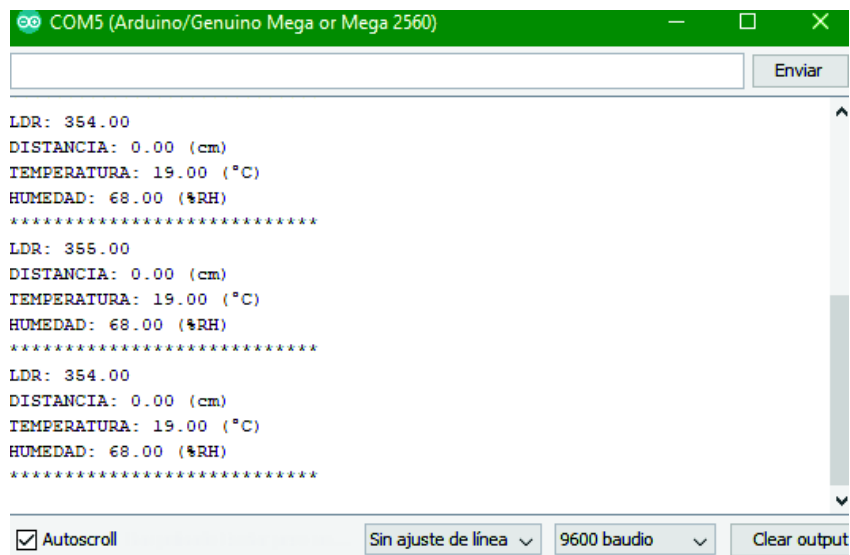 COM5 (Arduino/Genuino Mega or Mega 2560)
Enviar
LDR: 354.00
DISTANCIA: 0.00 (cm)
TEMPERATURA: 19.00 (°C)
HUMEDAD: 68.00 (%RH)
****************************
LDR: 355.00
DISTANCIA: 0.00 (cm)
TEMPERATURA: 19.00 (°C)
HUMEDAD: 68.00 (%RH)
****************************
LDR: 354.00
DISTANCIA: 0.00 (cm)
TEMPERATURA: 19.00 (°C)
HUMEDAD: 68.00 (%RH)
****************************
Autoscroll Sin ajuste de línea 9600 baudio Clear output